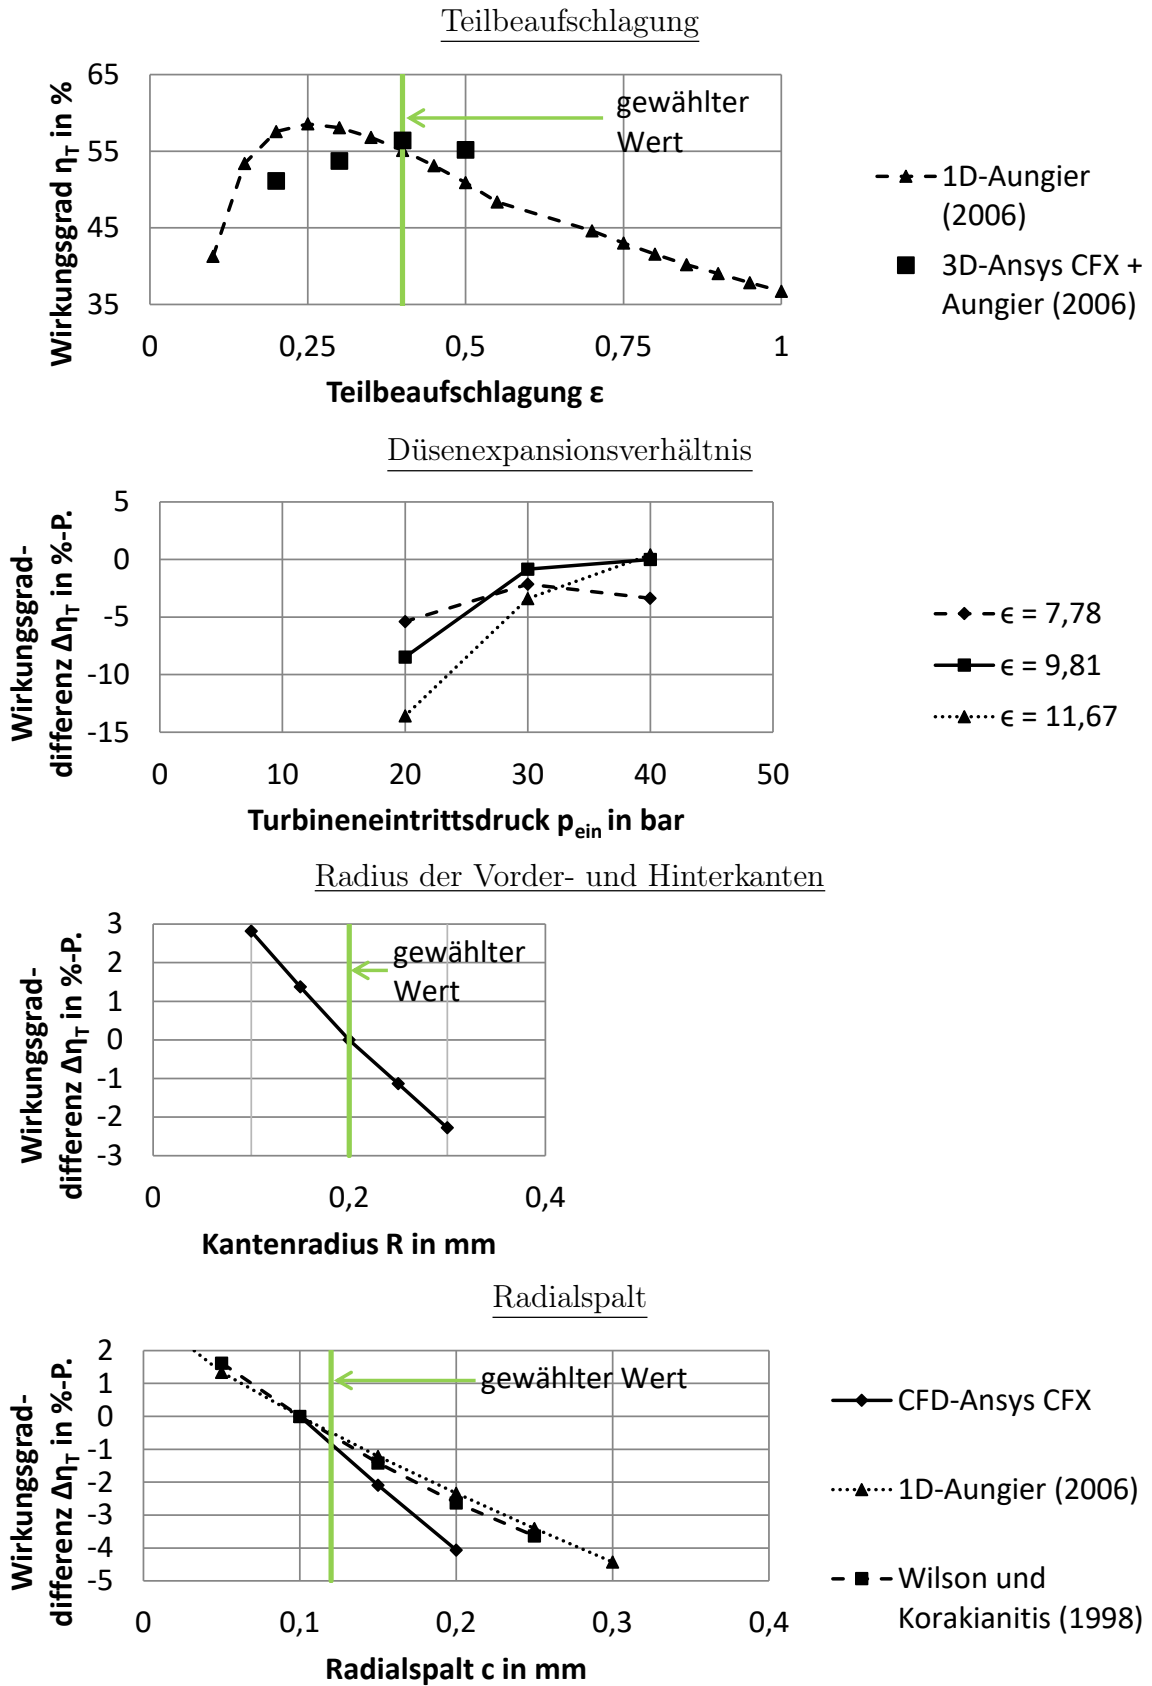 Teilbeaufschlagung
65
55
45
35
Wirkungsgrad ηT in %
gewählter
Wert
0 0,25 0,5 0,75 1
Teilbeaufschlagung ε
1D-Aungier
(2006)
3D-Ansys CFX +
Aungier (2006)
Düsenexpansionsverhältnis
5
0
-5
-10
-15
Wirkungsgrad-
differenz ΔηT in %-P.
0 10 20 30 40 50
Turbineneintrittsdruck pein in bar
ϵ = 7,78
ϵ = 9,81
ϵ = 11,67
Radius der Vorder- und Hinterkanten
3
2
1
0
-1
-2
-3
Wirkungsgrad-
differenz ΔηT in %-P.
gewählter
Wert
0 0,2 0,4
Kantenradius R in mm
Radialspalt
2
1
0
-1
-2
-3
-4
-5
Wirkungsgrad-
differenz ΔηT in %-P.
gewählter Wert
0 0,1 0,2 0,3 0,4
Radialspalt c in mm
CFD-Ansys CFX
1D-Aungier (2006)
Wilson und
Korakianitis (1998)